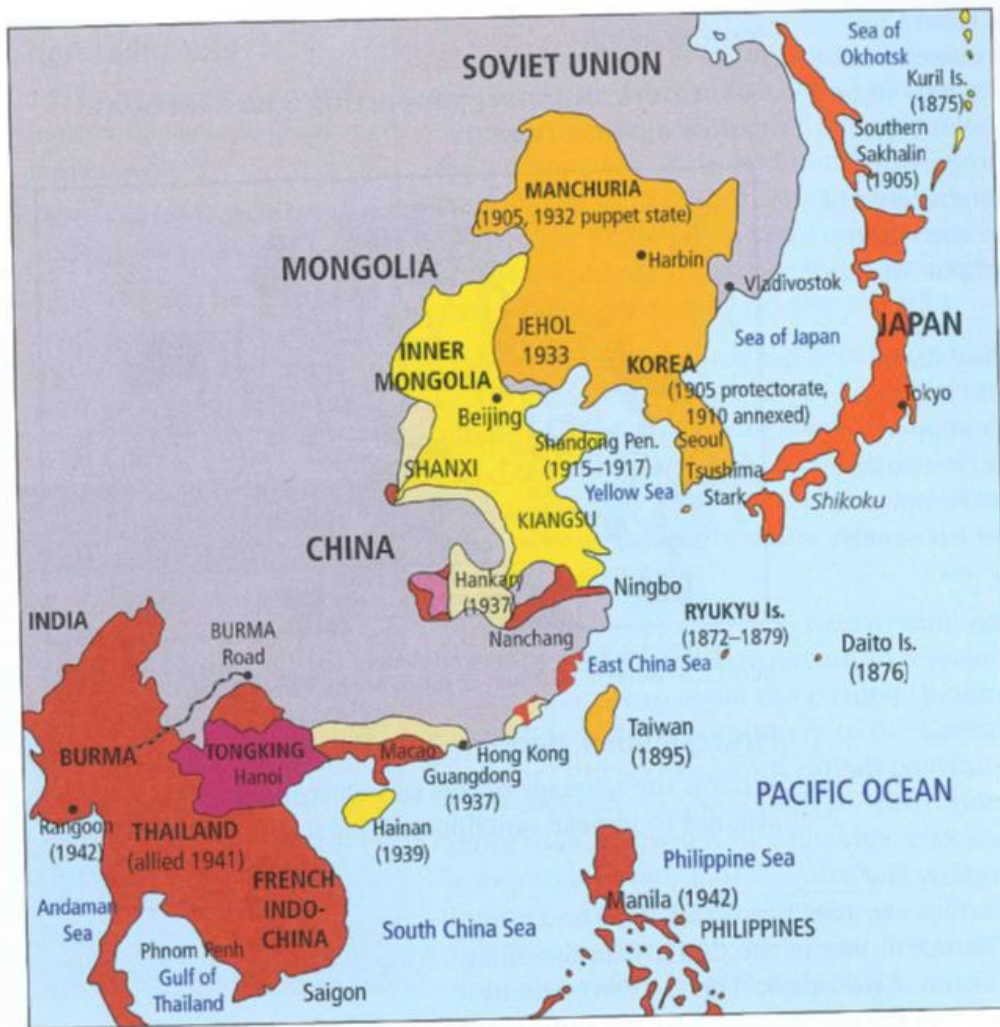 Sea of
Okhotsk
SOVIET UNION
Kuril Is.
(1875)
Southern
Sakhalin
(1905)
MANCHURIA
(1905, 1932 puppet state)
Harbin
MONGOLIA
Vladivostok
JEHOL
1933
Sea of Japan
JAPAN
INNER
MONGOLIA
KOREA
(1905 protectorate,
1910 annexed)
Tokyo
Beijing
Shandong Pen.
(1915–1917)
Seoul
SHANXI
Tsushima
Stark
Yellow Sea
Shikoku
KIANGSU
CHINA
Hankary
(1937)
Ningbo
INDIA
BURMA
Road
Nanchang
RYUKYU Is.
(1872–1879)
Daito Is.
(1876)
East China Sea
BURMA
TONGKING
Hanoi
Macao
Hong Kong
Guangdong
(1937)
Taiwan
(1895)
PACIFIC OCEAN
Rangoon
(1942)
THAILAND
(allied 1941)
Hainan
(1939)
Philippine Sea
Andaman
Sea
FRENCH
INDO-
CHINA
Manila (1942)
PHILIPPINES
South China Sea
Phnom Penh
Gulf of
Thailand
Saigon